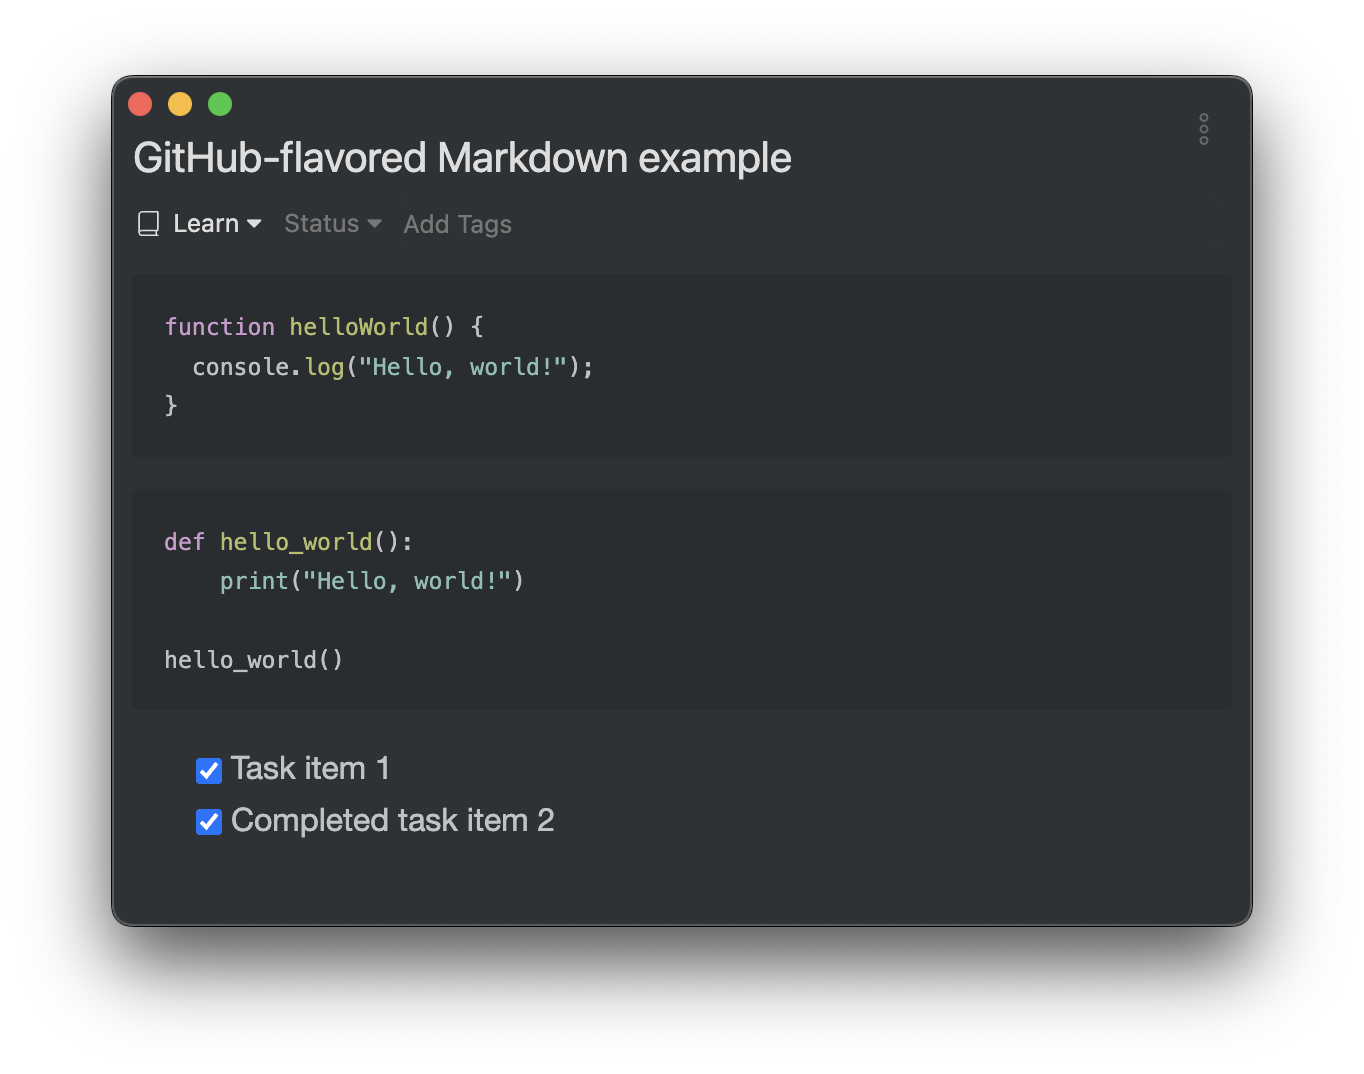 GitHub-flavored Markdown example
Learn Status Add Tags
function helloWorld() {
  console.log("Hello, world!");
}
def hello_world():
    print("Hello, world!")
hello_world()
Task item 1
Completed task item 2